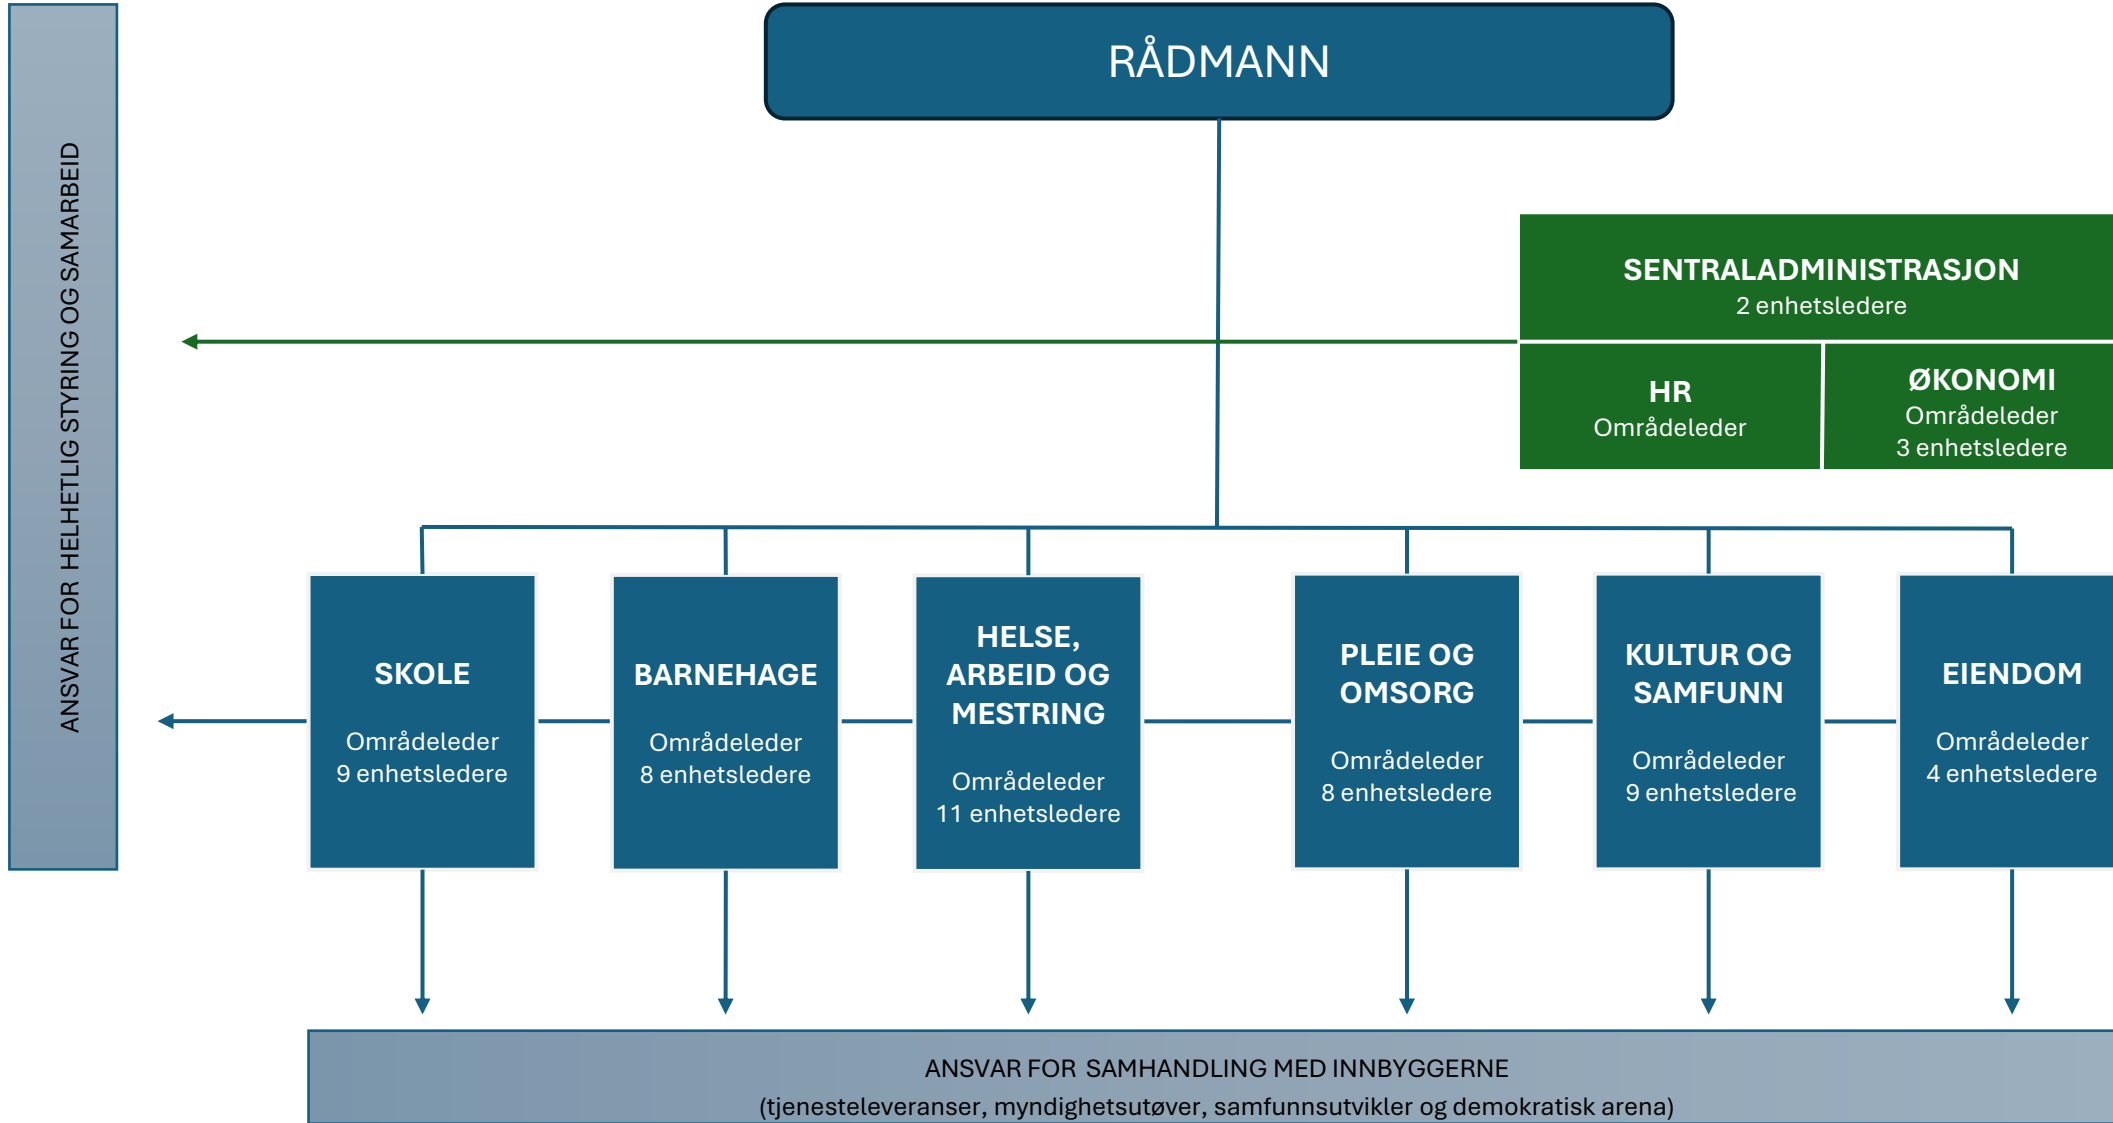 RÅDMANN
ANSVAR FOR HELHETLIG STYRING OG SAMARBEID
SENTRALADMINISTRASJON
2 enhetsledere
HR
Områdeleder
ØKONOMI
Områdeleder
3 enhetsledere
SKOLE
Områdeleder
9 enhetsledere
BARNEHAGE
Områdeleder
8 enhetsledere
HELSE,
ARBEID OG
MESTRING
Områdeleder
11 enhetsledere
PLEIE OG
OMSORG
Områdeleder
8 enhetsledere
KULTUR OG
SAMFUNN
Områdeleder
9 enhetsledere
EIENDOM
Områdeleder
4 enhetsledere
ANSVAR FOR SAMHANDLING MED INNBYGGERNE
(tjenesteleveranser, myndighetsutøver, samfunnsutvikler og demokratisk arena)